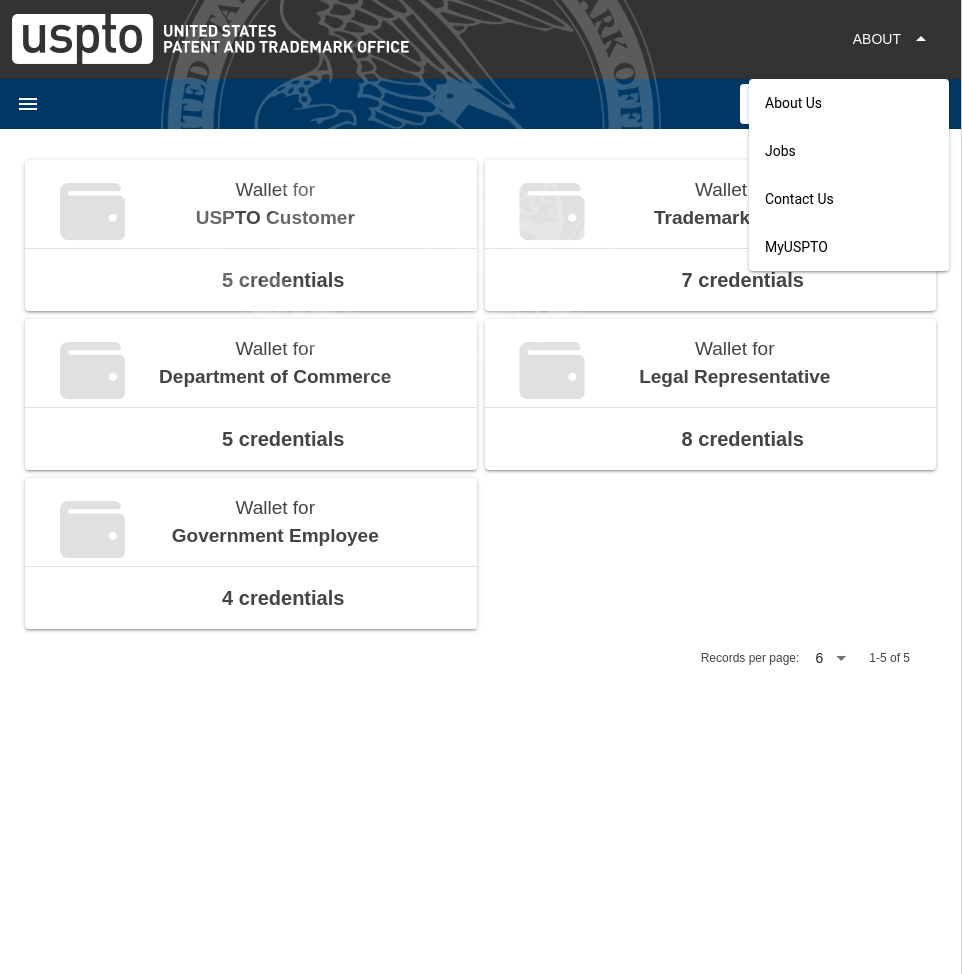 uspto
UNITED STATES
PATENT AND TRADEMARK OFFICE
ABOUT
About Us
Jobs
Contact Us
MyUSPTO
Wallet for
USPTO Customer
5 credentials
Wallet
Trademark
7 credentials
Wallet for
Department of Commerce
5 credentials
Wallet for
Legal Representative
8 credentials
Wallet for
Government Employee
4 credentials
Records per page: 6 1-5 of 5